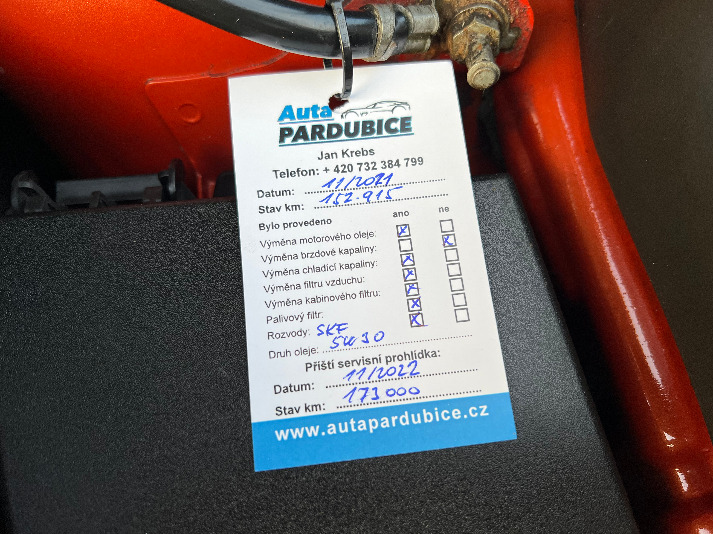 Auta
PARDUBICE
Jan Krebs
Telefon: + 420 732 384 799
Datum: 11/2021
Stav km: 152.915
Bylo provedeno ano ne
Výměna motorového oleje:
Výměna brzdové kapaliny:
Výměna chladící kapaliny:
Výměna filtru vzduchu:
Výměna kabinového filtru:
Palivový filtr:
Rozvody: SKF
Druh oleje: 5W30
Příští servisní prohlídka:
Datum: 11/2022
Stav km: 173 000
www.autapardubice.cz